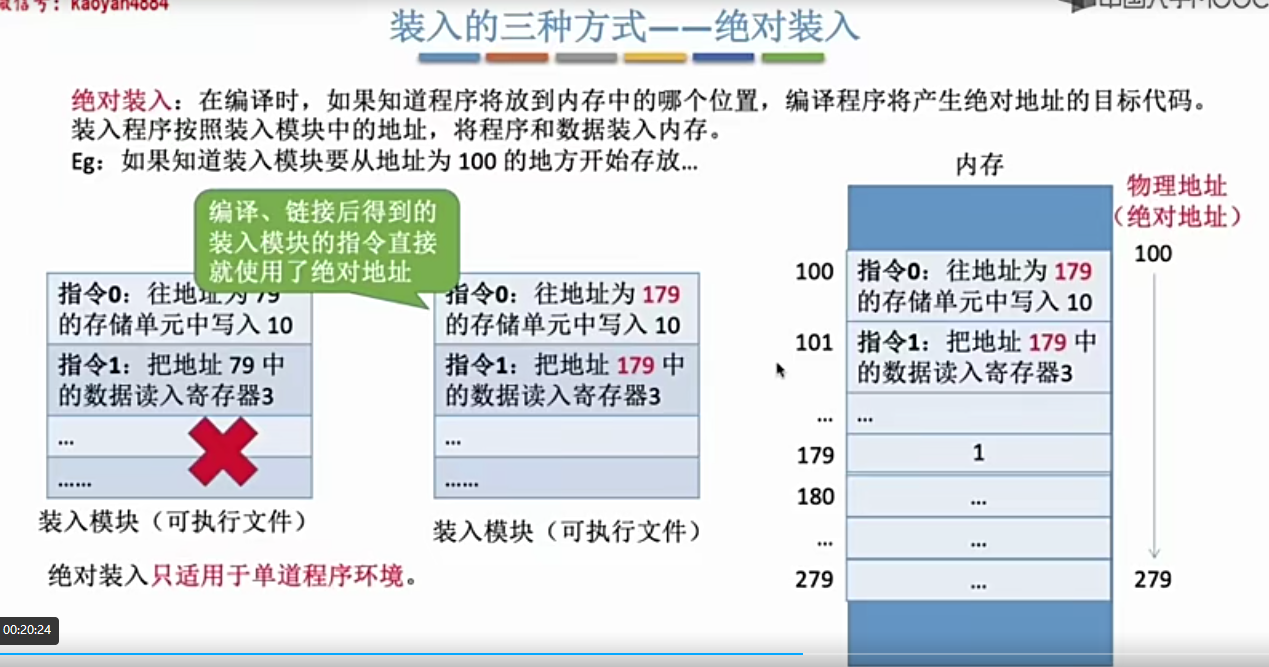 微信号：kaoyan4884
中国大学MOOC
装入的三种方式——绝对装入
绝对装入：在编译时，如果知道程序将放到内存中的哪个位置，编译程序将产生绝对地址的目标代码。
装入程序按照装入模块中的地址，将程序和数据装入内存。
Eg：如果知道装入模块要从地址为 100 的地方开始存放...
编译、链接后得到的
装入模块的指令直接
就使用了绝对地址
指令0：往地址为 79
的存储单元中写入 10
指令1：把地址 79 中
的数据读入寄存器3
...
......
装入模块（可执行文件）
指令0：往地址为 179
的存储单元中写入 10
指令1：把地址 179 中
的数据读入寄存器3
...
......
装入模块（可执行文件）
绝对装入只适用于单道程序环境。
内存
物理地址
（绝对地址）
100
100
指令0：往地址为 179
的存储单元中写入 10
101
指令1：把地址 179 中
的数据读入寄存器3
... ...
179 1
180 ...
... ...
279 ...
279
00:20:24